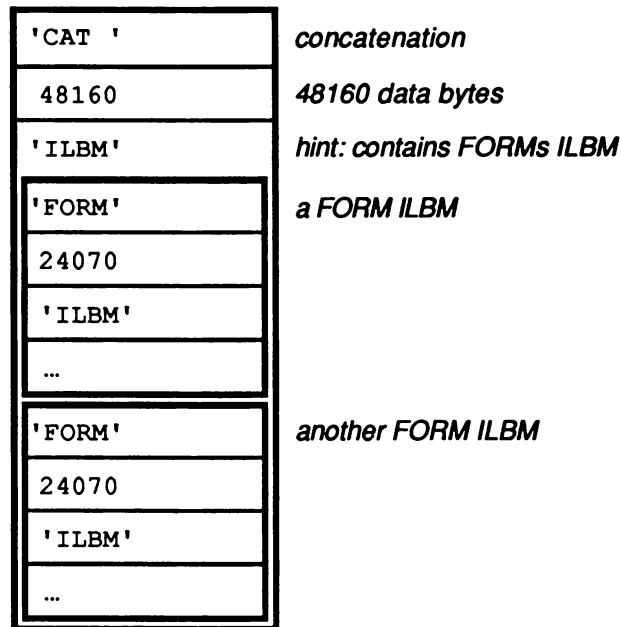 'CAT ' concatenation
48160 48160 data bytes
'ILBM' hint: contains FORMs ILBM
'FORM' a FORM ILBM
24070
'ILBM'
...
'FORM' another FORM ILBM
24070
'ILBM'
...